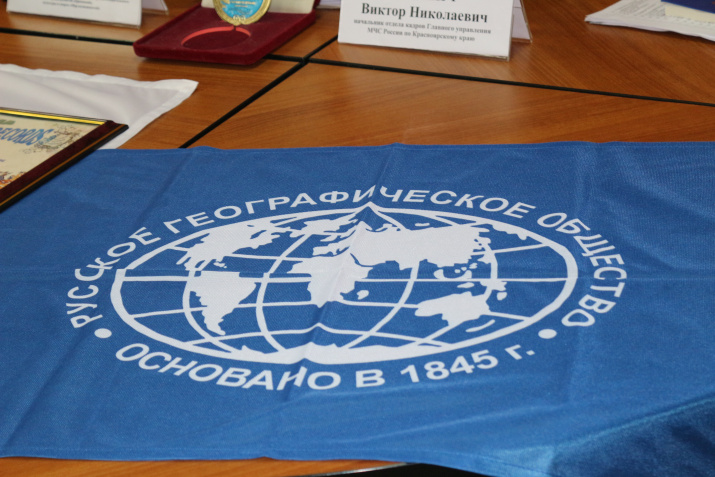 Виктор Николаевич
начальник отдела кадров Главного управления
МЧС России по Красноярскому краю
РУССКОЕ ГЕОГРАФИЧЕСКОЕ ОБЩЕСТВО
• ОСНОВАНО В 1845 г. •